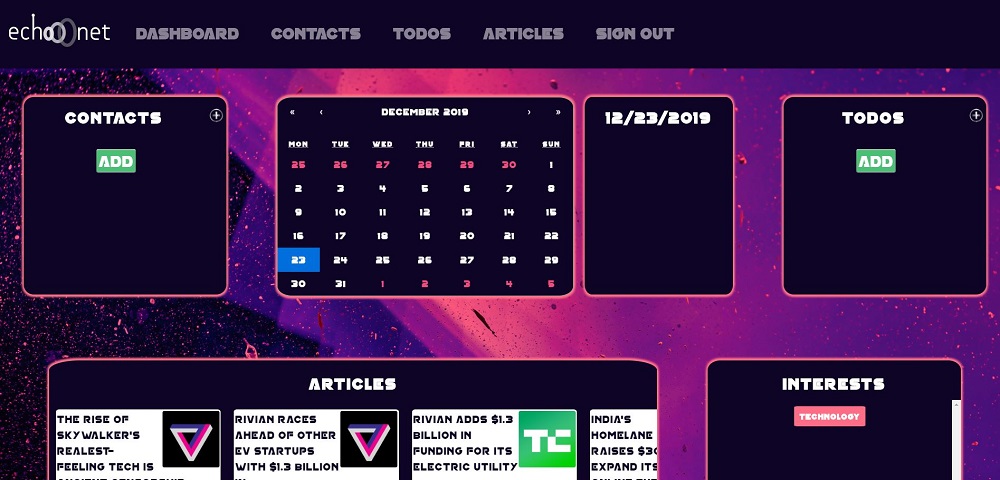 echo net
DASHBOARD CONTACTS TODOS ARTICLES SIGN OUT
CONTACTS
ADD
« ‹ DECEMBER 2019 › »
MON TUE WED THU FRI SAT SUN
25 26 27 28 29 30 1
2 3 4 5 6 7 8
9 10 11 12 13 14 15
16 17 18 19 20 21 22
23 24 25 26 27 28 29
30 31 1 2 3 4 5
12/23/2019
TODOS
ADD
ARTICLES
THE RISE OF
SKYWALKER'S
REALEST-
FEELING TECH IS
RIVIAN RACES
AHEAD OF OTHER
EV STARTUPS
WITH $1.3 BILLION
RIVIAN ADDS $1.3
BILLION IN
FUNDING FOR ITS
ELECTRIC UTILITY
TC
INDIA'S
HOMELANE
RAISES
EXPAND ITS
INTERESTS
TECHNOLOGY